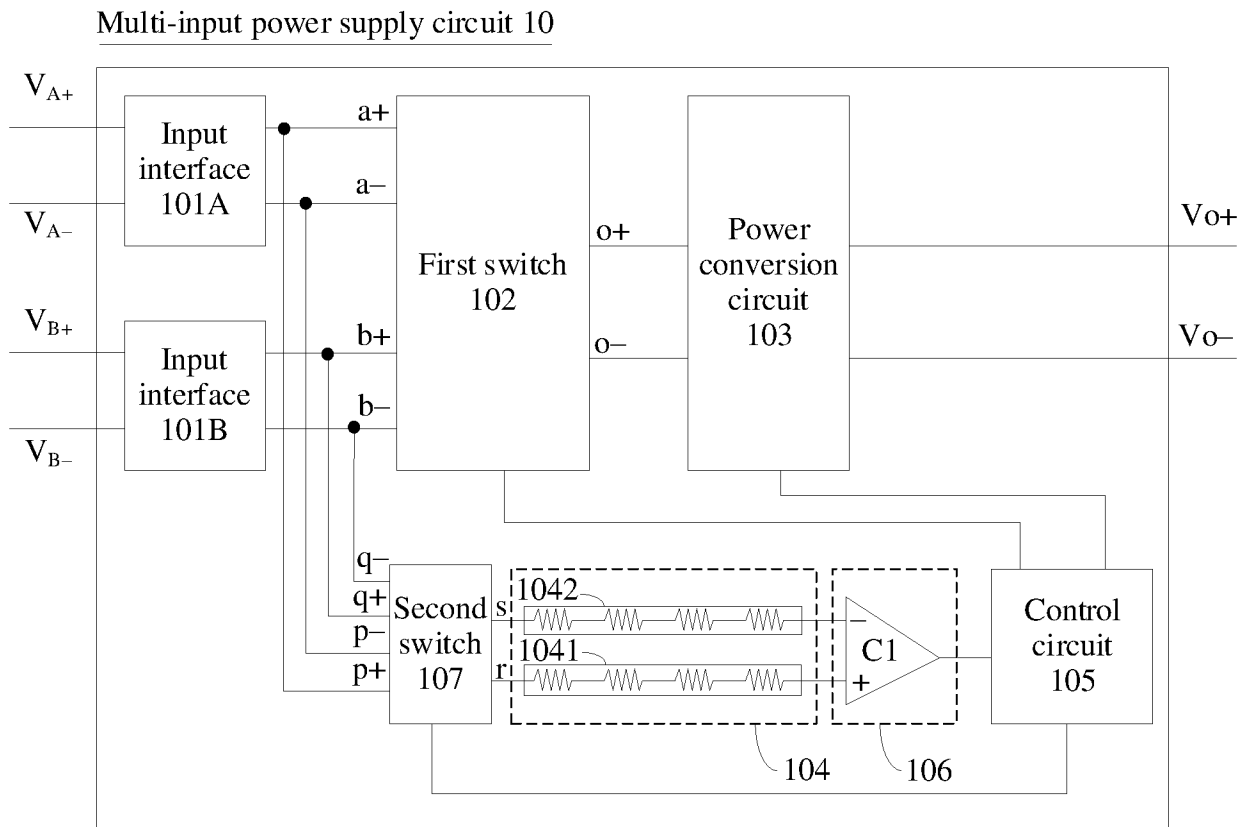 Multi-input power supply circuit 10
VA+
VA−
VB+
VB−
Input
interface
101A
Input
interface
101B
a+
a−
b+
b−
First switch
102
o+
o−
Power
conversion
circuit
103
Vo+
Vo−
q−
q+
p−
p+
Second
switch
107
s
r
1042
1041
−
C1
+
Control
circuit
105
104
106